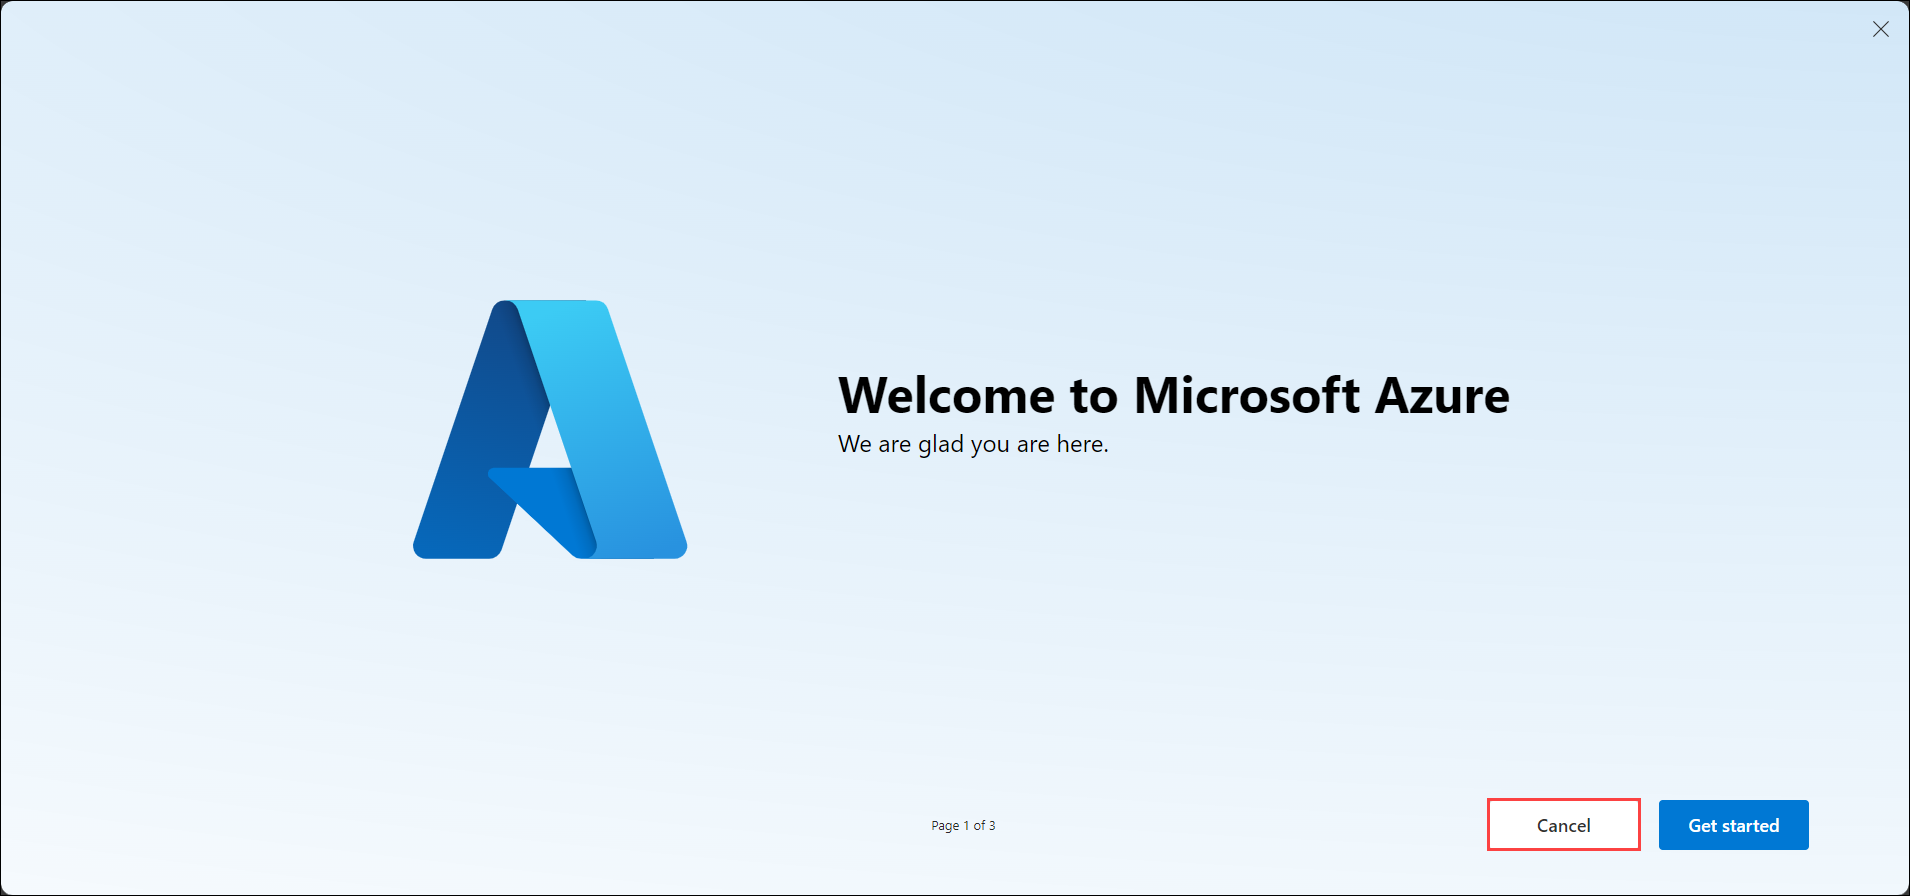 Welcome to Microsoft Azure
We are glad you are here.
Page 1 of 3
Cancel
Get started